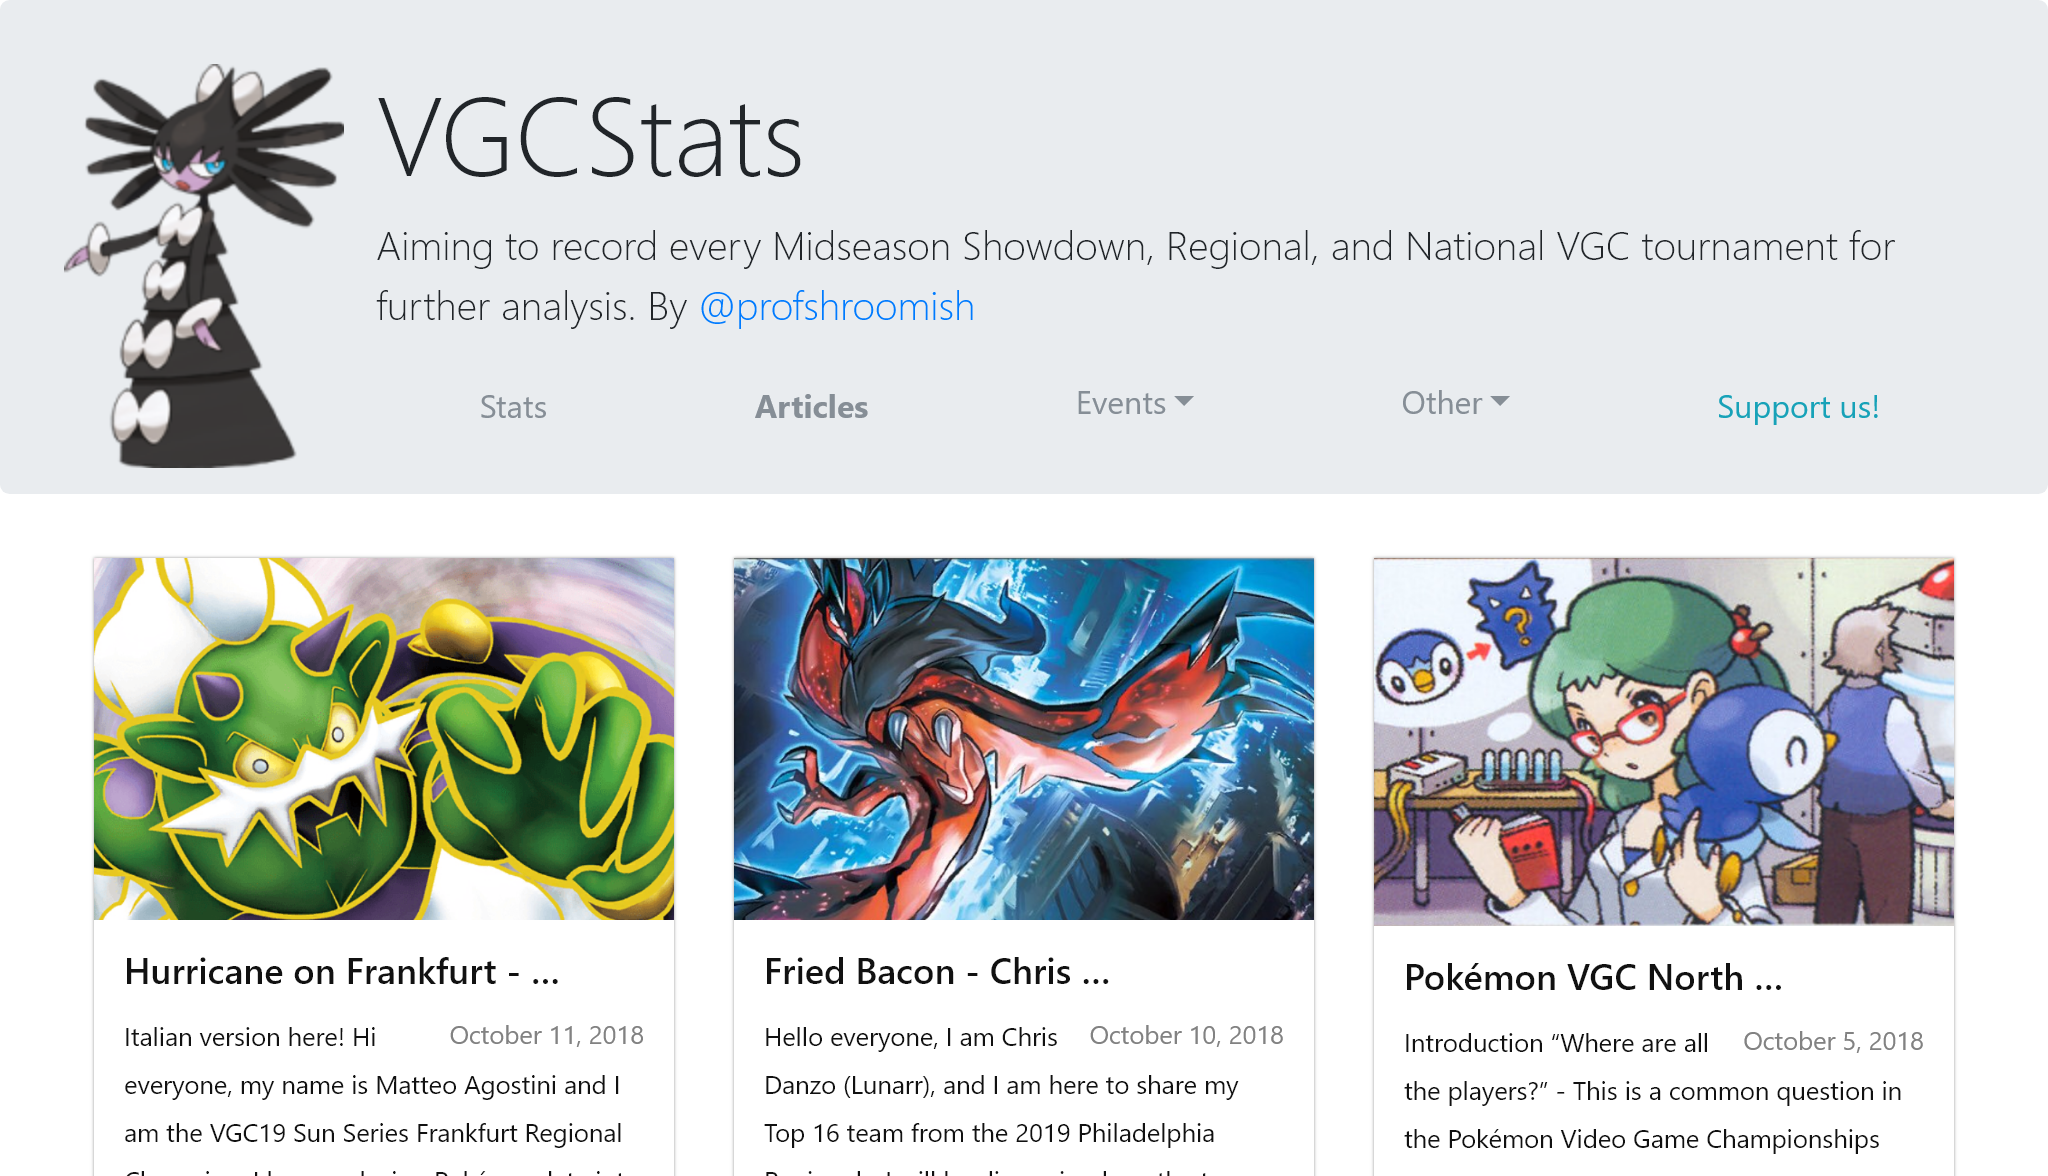 VGCStats
Aiming to record every Midseason Showdown, Regional, and National VGC tournament for
further analysis. By @profshroomish
Stats
Articles
Events
Other
Support us!
Hurricane on Frankfurt - ...
Italian version here! Hi
October 11, 2018
everyone, my name is Matteo Agostini and I
am the VGC19 Sun Series Frankfurt Regional
Fried Bacon - Chris ...
Hello everyone, I am Chris
October 10, 2018
Danzo (Lunarr), and I am here to share my
Top 16 team from the 2019 Philadelphia
?
Pokémon VGC North ...
Introduction “Where are all
October 5, 2018
the players?” - This is a common question in
the Pokémon Video Game Championships